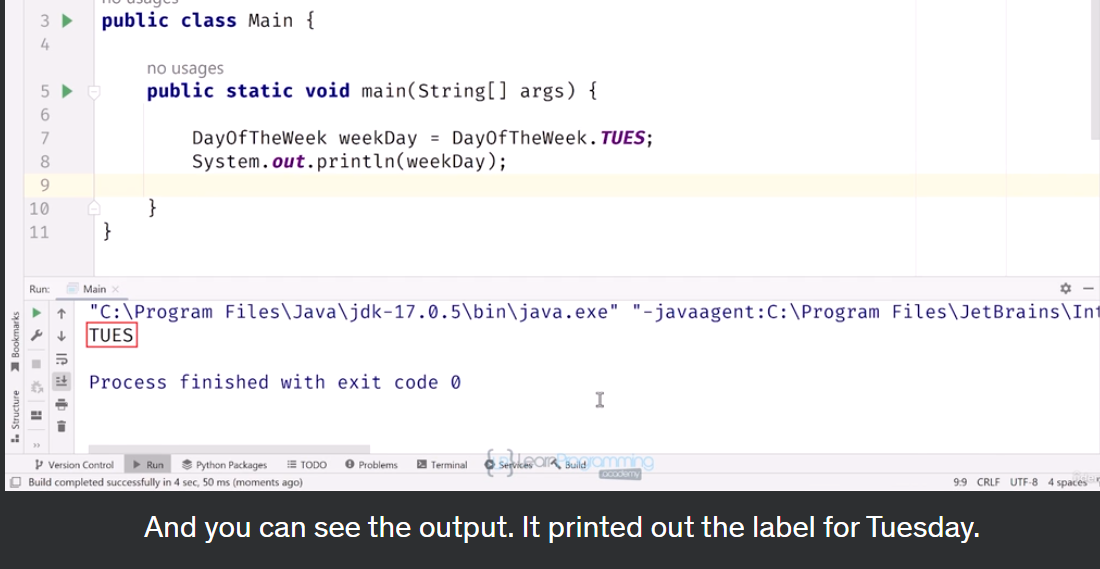 no usages
3 public class Main {
4
no usages
5 public static void main(String[] args) {
6
7 DayOfTheWeek weekDay = DayOfTheWeek.TUES;
8 System.out.println(weekDay);
9
10 }
11 }
Run: Main
"C:\Program Files\Java\jdk-17.0.5\bin\java.exe" "-javaagent:C:\Program Files\JetBrains\Int
TUES
Process finished with exit code 0
Bookmarks
Structure
Version Control Run Python Packages TODO Problems Terminal Services Build
LearnProgramming
academy
Build completed successfully in 4 sec, 50 ms (moments ago) 9:9 CRLF UTF-8 4 spaces
And you can see the output. It printed out the label for Tuesday.